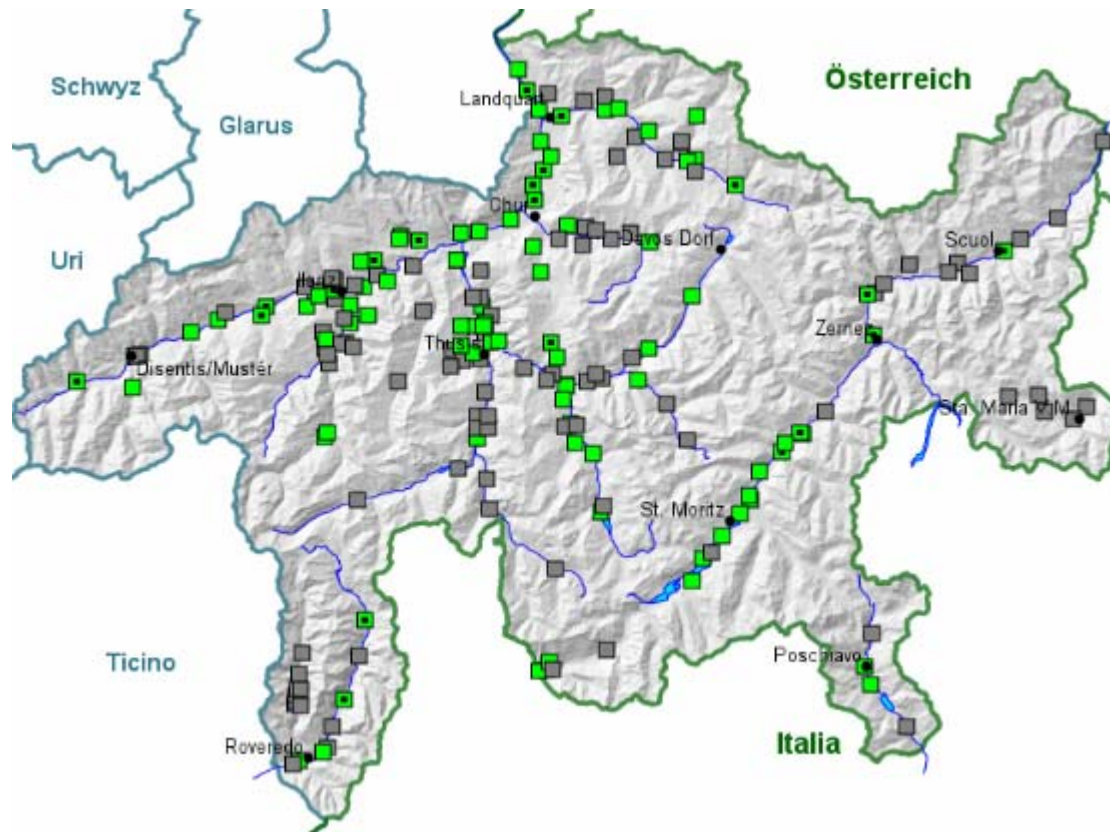 Schwyz
Österreich
Landquart
Glarus
Chur
Davos Dorf
Scuol
Uri
Ilanz
Zernez
Thusis
Disentis/Mustér
Sta. Maria V.M.
St. Moritz
Ticino
Poschiavo
Roveredo
Italia